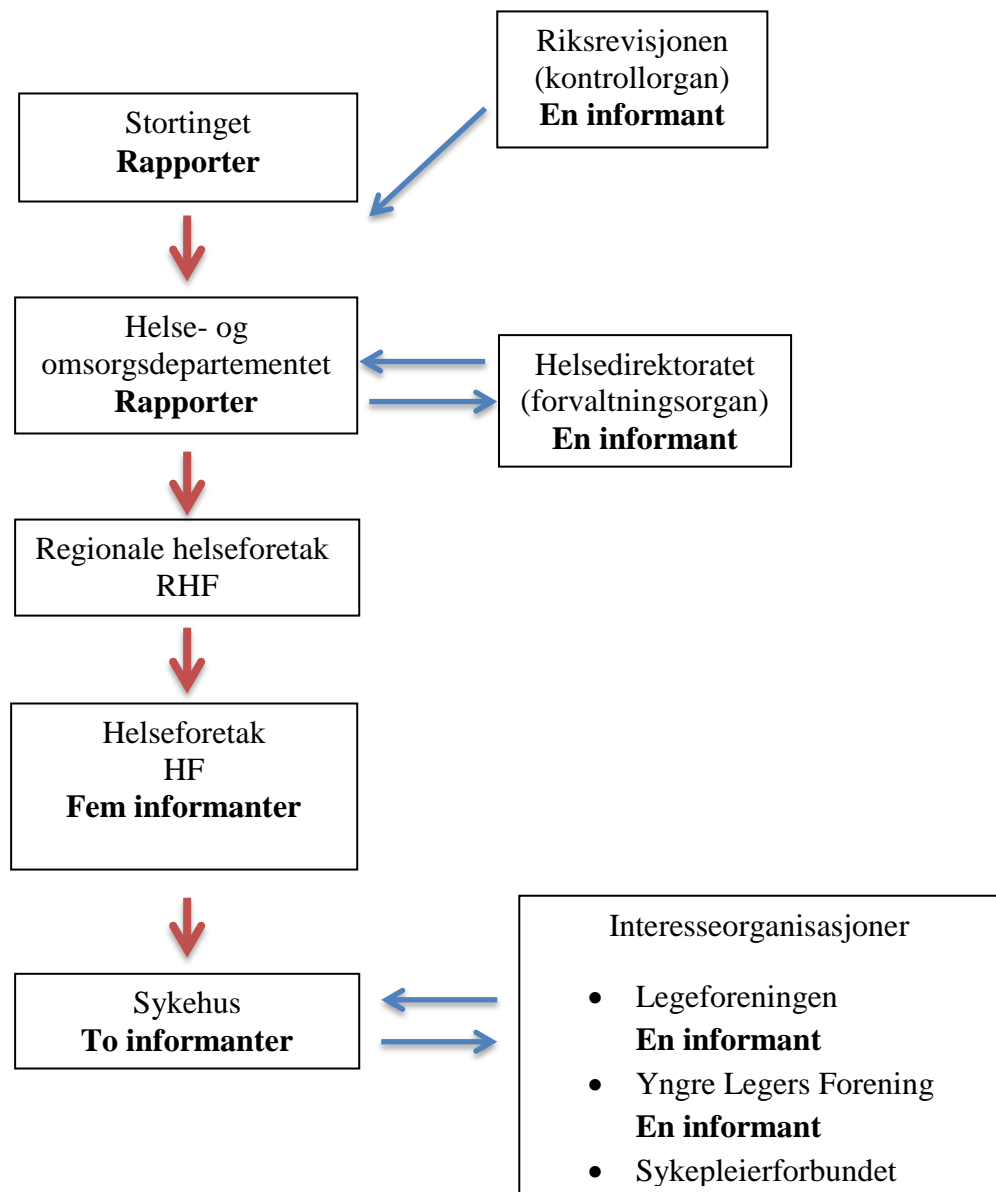 Riksrevisjonen
(kontrollorgan)
En informant
Stortinget
Rapporter
Helse- og
omsorgsdepartementet
Rapporter
Helsedirektoratet
(forvaltningsorgan)
En informant
Regionale helseforetak
RHF
Helseforetak
HF
Fem informanter
Sykehus
To informanter
Interesseorganisasjoner
• Legeforeningen
En informant
• Yngre Legers Forening
En informant
• Sykepleierforbundet